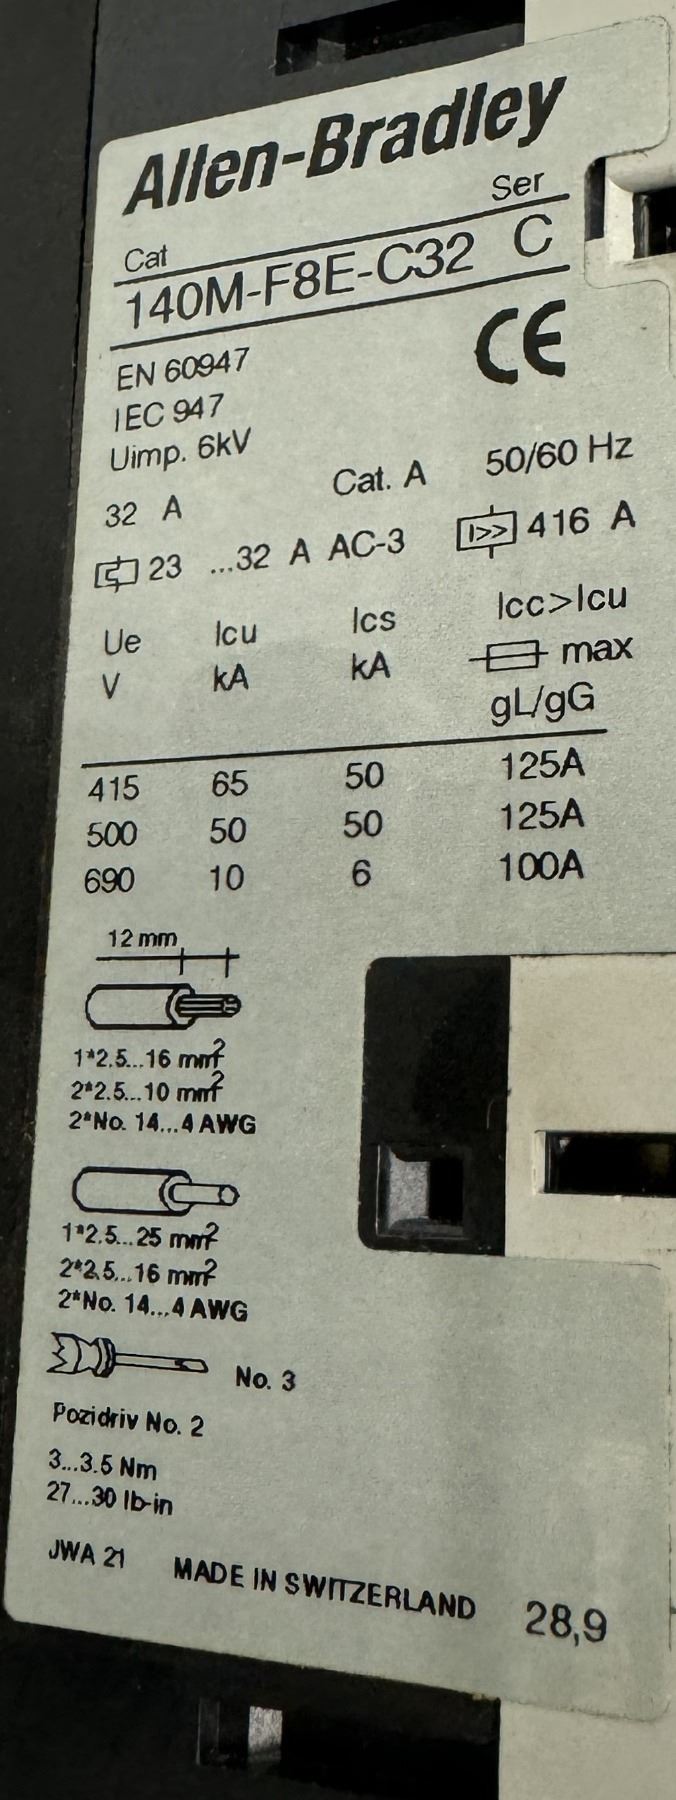 Allen-Bradley
Cat Ser
140M-F8E-C32 C
EN 60947
IEC 947
Uimp. 6kV
CE
32 A Cat. A 50/60 Hz
23 ...32 A AC-3 I>> 416 A
Ue Icu Ics Icc>Icu
V kA kA max
gL/gG
415 65 50 125A
500 50 50 125A
690 10 6 100A
12 mm
1*2.5...16 mm²
2*2.5...10 mm²
2*No. 14...4 AWG
1*2.5...25 mm²
2*2.5...16 mm²
2*No. 14...4 AWG
No. 3
Pozidriv No. 2
3...3.5 Nm
27...30 lb-in
JWA 21 MADE IN SWITZERLAND 28,9